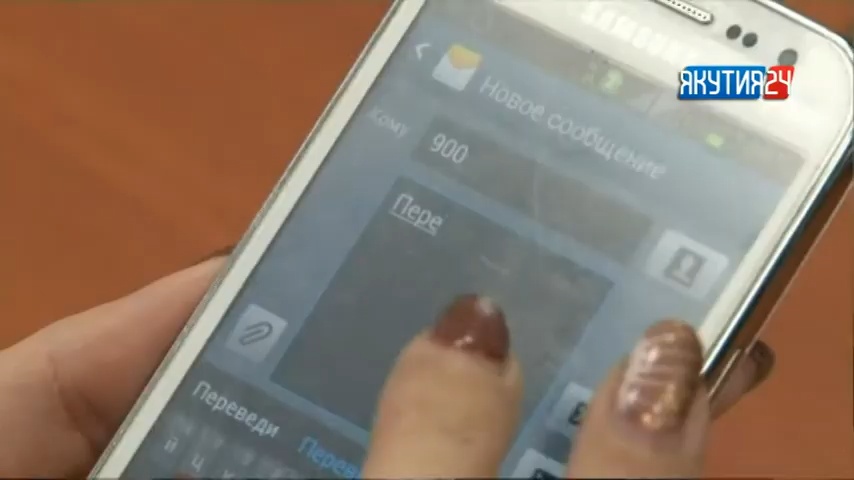 SAMSUNG
ЯКУТИЯ24
Новое сообщение
Кому
900
Пере
Переведи
й ц